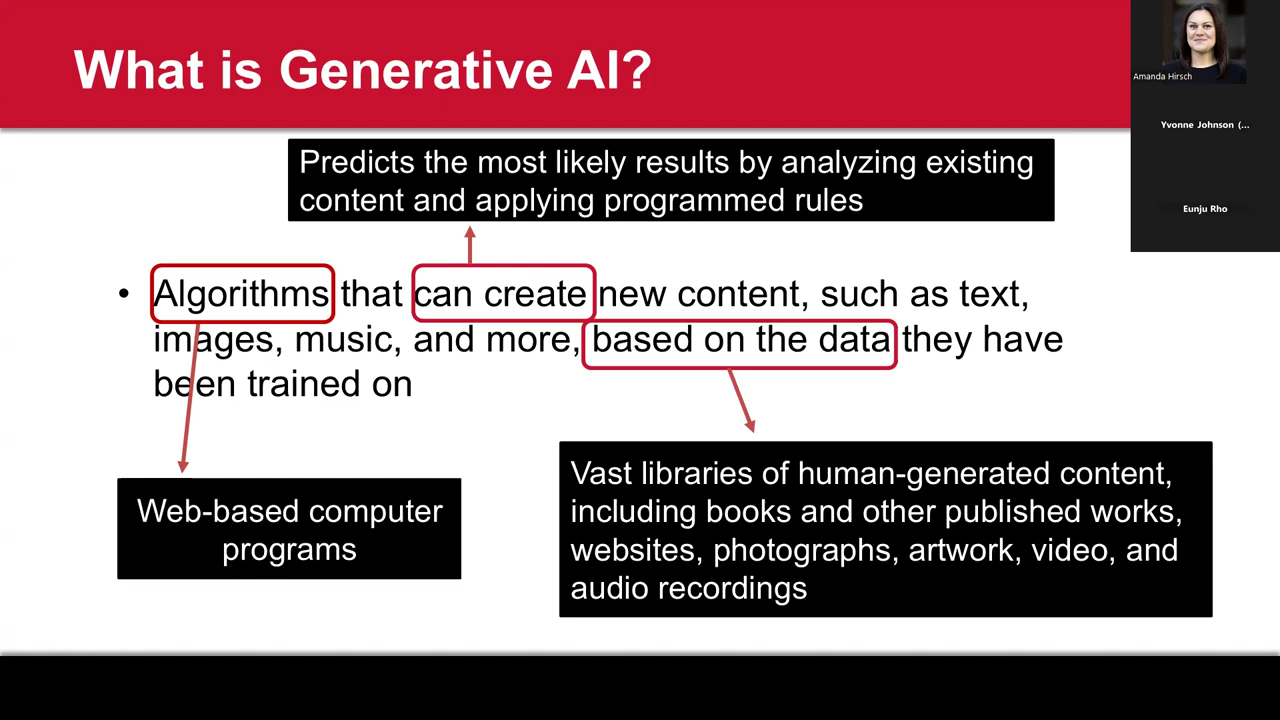 What is Generative AI?
Amanda Hirsch
Yvonne Johnson (...
Eunju Rho
Predicts the most likely results by analyzing existing
content and applying programmed rules
• Algorithms that can create new content, such as text,
images, music, and more, based on the data they have
been trained on
Web-based computer
programs
Vast libraries of human-generated content,
including books and other published works,
websites, photographs, artwork, video, and
audio recordings